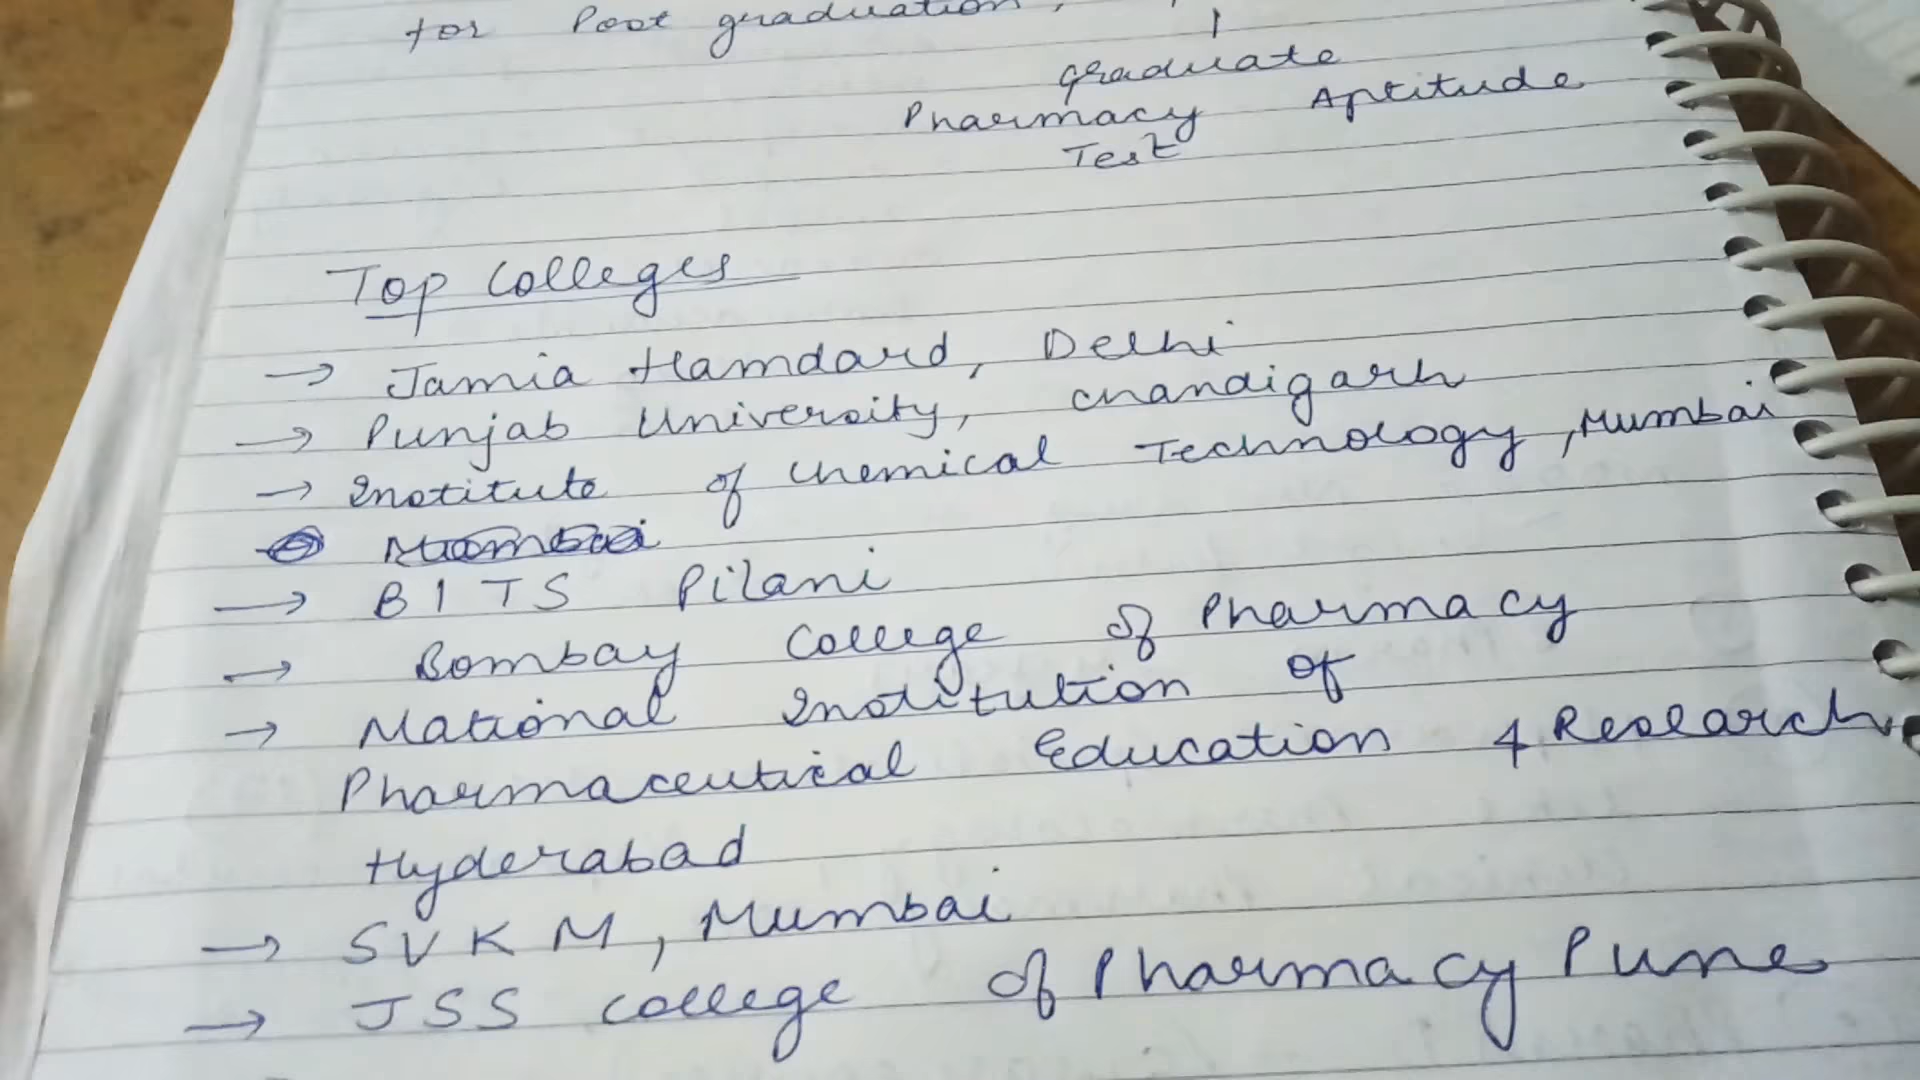 for Post graduation,
graduate
Pharmacy Aptitude
Test
Top Colleges
→ Jamia Hamdard, Delhi
→ Punjab University, Chandigarh
→ Institute of Chemical Technology, Mumbai
Mumbai
→ BITS Pilani
→ Bombay College of Pharmacy
→ National Institution of
Pharmaceutical Education & Research,
Hyderabad
→ SVKM, Mumbai
→ JSS College of Pharmacy Pune